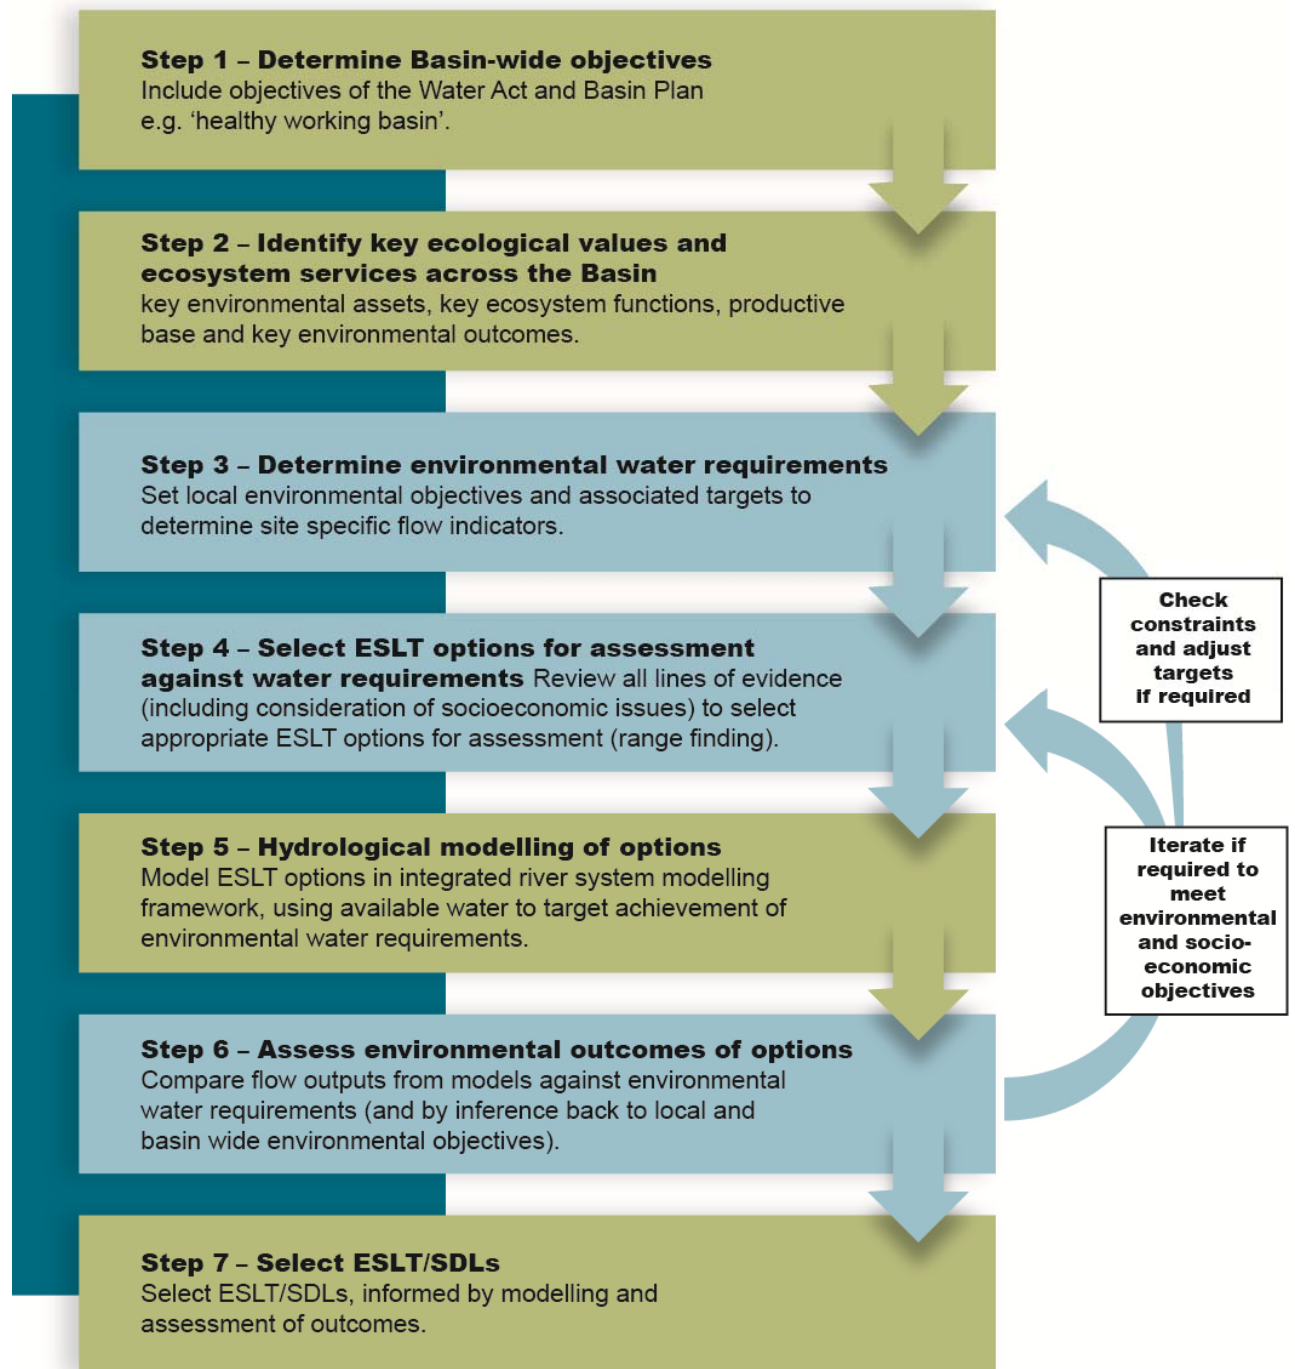 Step 1 – Determine Basin-wide objectives
Include objectives of the Water Act and Basin Plan
e.g. ‘healthy working basin’.
Step 2 – Identify key ecological values and
ecosystem services across the Basin
key environmental assets, key ecosystem functions, productive
base and key environmental outcomes.
Step 3 – Determine environmental water requirements
Set local environmental objectives and associated targets to
determine site specific flow indicators.
Step 4 – Select ESLT options for assessment
against water requirements Review all lines of evidence
(including consideration of socioeconomic issues) to select
appropriate ESLT options for assessment (range finding).
Step 5 – Hydrological modelling of options
Model ESLT options in integrated river system modelling
framework, using available water to target achievement of
environmental water requirements.
Step 6 – Assess environmental outcomes of options
Compare flow outputs from models against environmental
water requirements (and by inference back to local and
basin wide environmental objectives).
Step 7 – Select ESLT/SDLs
Select ESLT/SDLs, informed by modelling and
assessment of outcomes.
Check
constraints
and adjust
targets
if required
Iterate if
required to
meet
environmental
and socio-
economic
objectives